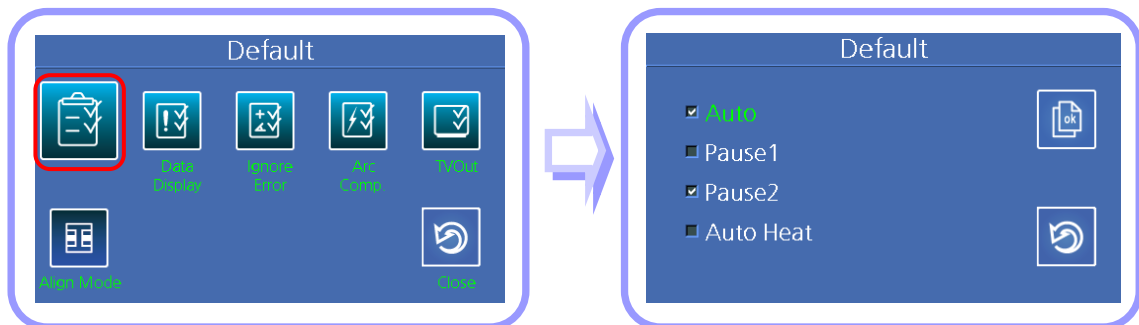 Default
Data
Display
Ignore
Error
Arc
Comp.
TVOut
Align Mode
Close
Default
Auto
Pause1
Pause2
Auto Heat
ok